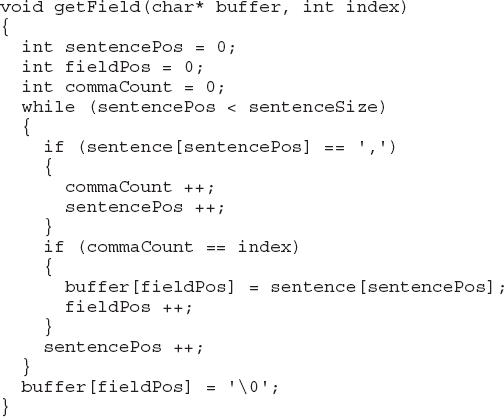 void getField(char* buffer, int index)
{
  int sentencePos = 0;
  int fieldPos = 0;
  int commaCount = 0;
  while (sentencePos < sentenceSize)
  {
    if (sentence[sentencePos] == ',')
    {
      commaCount ++;
      sentencePos ++;
    }
    if (commaCount == index)
    {
      buffer[fieldPos] = sentence[sentencePos];
      fieldPos ++;
    }
    sentencePos ++;
  }
  buffer[fieldPos] = '\0';
}